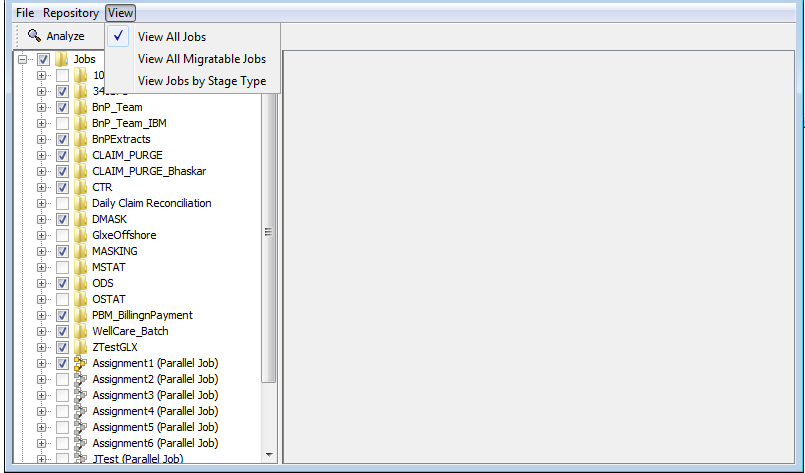 File Repository View
Analyze
View All Jobs
View All Migratable Jobs
View Jobs by Stage Type
Jobs
10
BnP_Team
BnP_Team_IBM
BnPExtracts
CLAIM_PURGE
CLAIM_PURGE_Bhaskar
CTR
Daily Claim Reconciliation
DMASK
GlxeOffshore
MASKING
MSTAT
ODS
OSTAT
PBM_BillingnPayment
WellCare_Batch
ZTestGLX
Assignment1 (Parallel Job)
Assignment2 (Parallel Job)
Assignment3 (Parallel Job)
Assignment4 (Parallel Job)
Assignment5 (Parallel Job)
Assignment6 (Parallel Job)
JTest (Parallel Job)